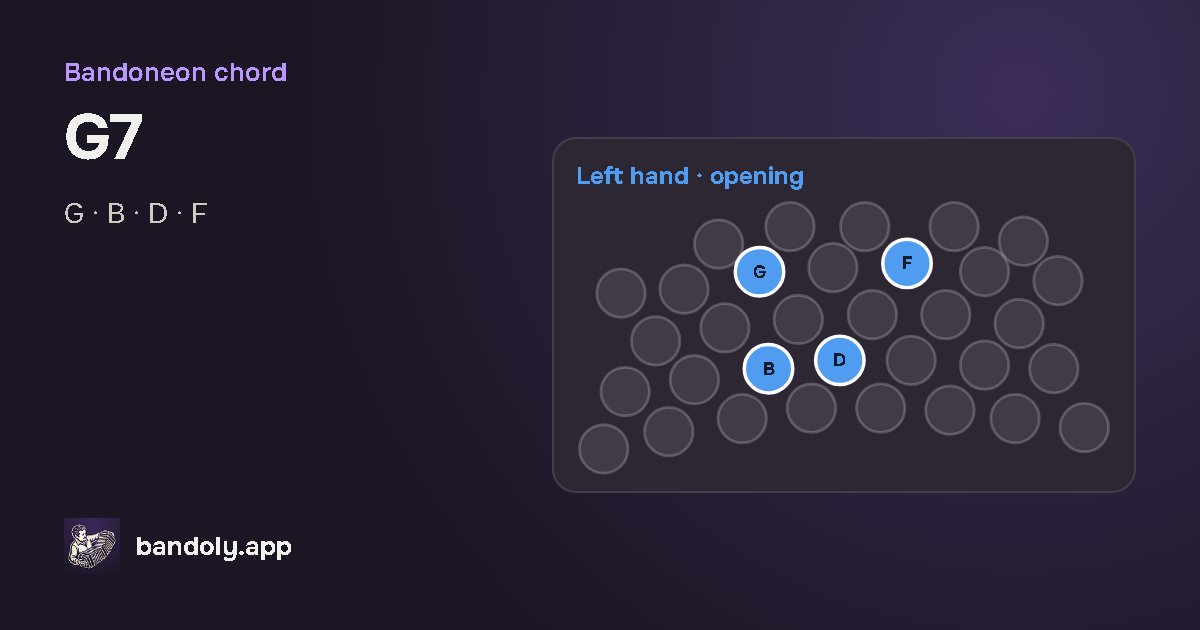 Bandoneon chord
G7
G · B · D · F
Left hand · opening
G
F
B
D
bandoly.app